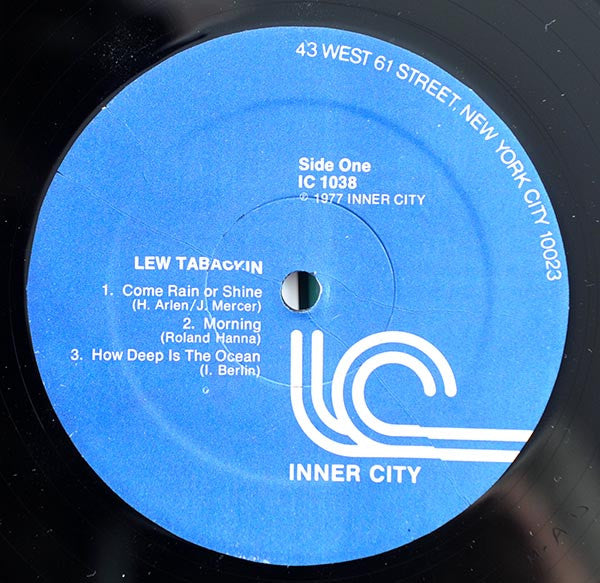 43 WEST 61 STREET, NEW YORK CITY 10023
Side One
IC 1038
℗ 1977 INNER CITY
LEW TABACKIN
1. Come Rain or Shine
(H. Arlen/J. Mercer)
2. Morning
(Roland Hanna)
3. How Deep Is The Ocean
(I. Berlin)
INNER CITY